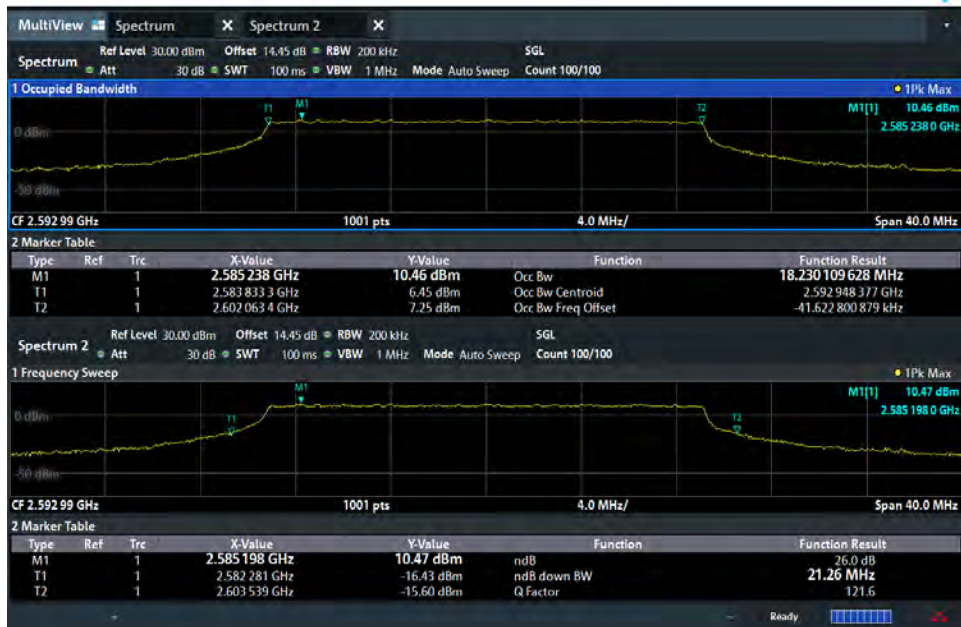 MultiView Spectrum X Spectrum 2 X
Ref Level 30.00 dBm Offset 14.45 dB RBW 200 kHz SGL
Spectrum Att 30 dB SWT 100 ms VBW 1 MHz Mode Auto Sweep Count 100/100
1 Occupied Bandwidth 1Pk Max
T1 M1 T2 M1[1] 10.46 dBm
2.585 238 0 GHz
0 dBm
-50 dBm
CF 2.592 99 GHz 1001 pts 4.0 MHz/ Span 40.0 MHz
2 Marker Table
Type Ref Trc X-Value Y-Value Function Function Result
M1 1 2.585 238 GHz 10.46 dBm Occ Bw 18.230 109 628 MHz
T1 1 2.583 833 3 GHz 6.45 dBm Occ Bw Centroid 2.592 948 377 GHz
T2 1 2.602 063 4 GHz 7.25 dBm Occ Bw Freq Offset -41.622 800 879 kHz
Ref Level 30.00 dBm Offset 14.45 dB RBW 200 kHz SGL
Spectrum 2 Att 30 dB SWT 100 ms VBW 1 MHz Mode Auto Sweep Count 100/100
1 Frequency Sweep 1Pk Max
M1 M1[1] 10.47 dBm
2.585 198 0 GHz
0 dBm T1 T2
-50 dBm
CF 2.592 99 GHz 1001 pts 4.0 MHz/ Span 40.0 MHz
2 Marker Table
Type Ref Trc X-Value Y-Value Function Function Result
M1 1 2.585 198 GHz 10.47 dBm ndB 26.0 dB
T1 1 2.582 281 GHz -16.43 dBm ndB down BW 21.26 MHz
T2 1 2.603 539 GHz -15.60 dBm Q Factor 121.6
Ready